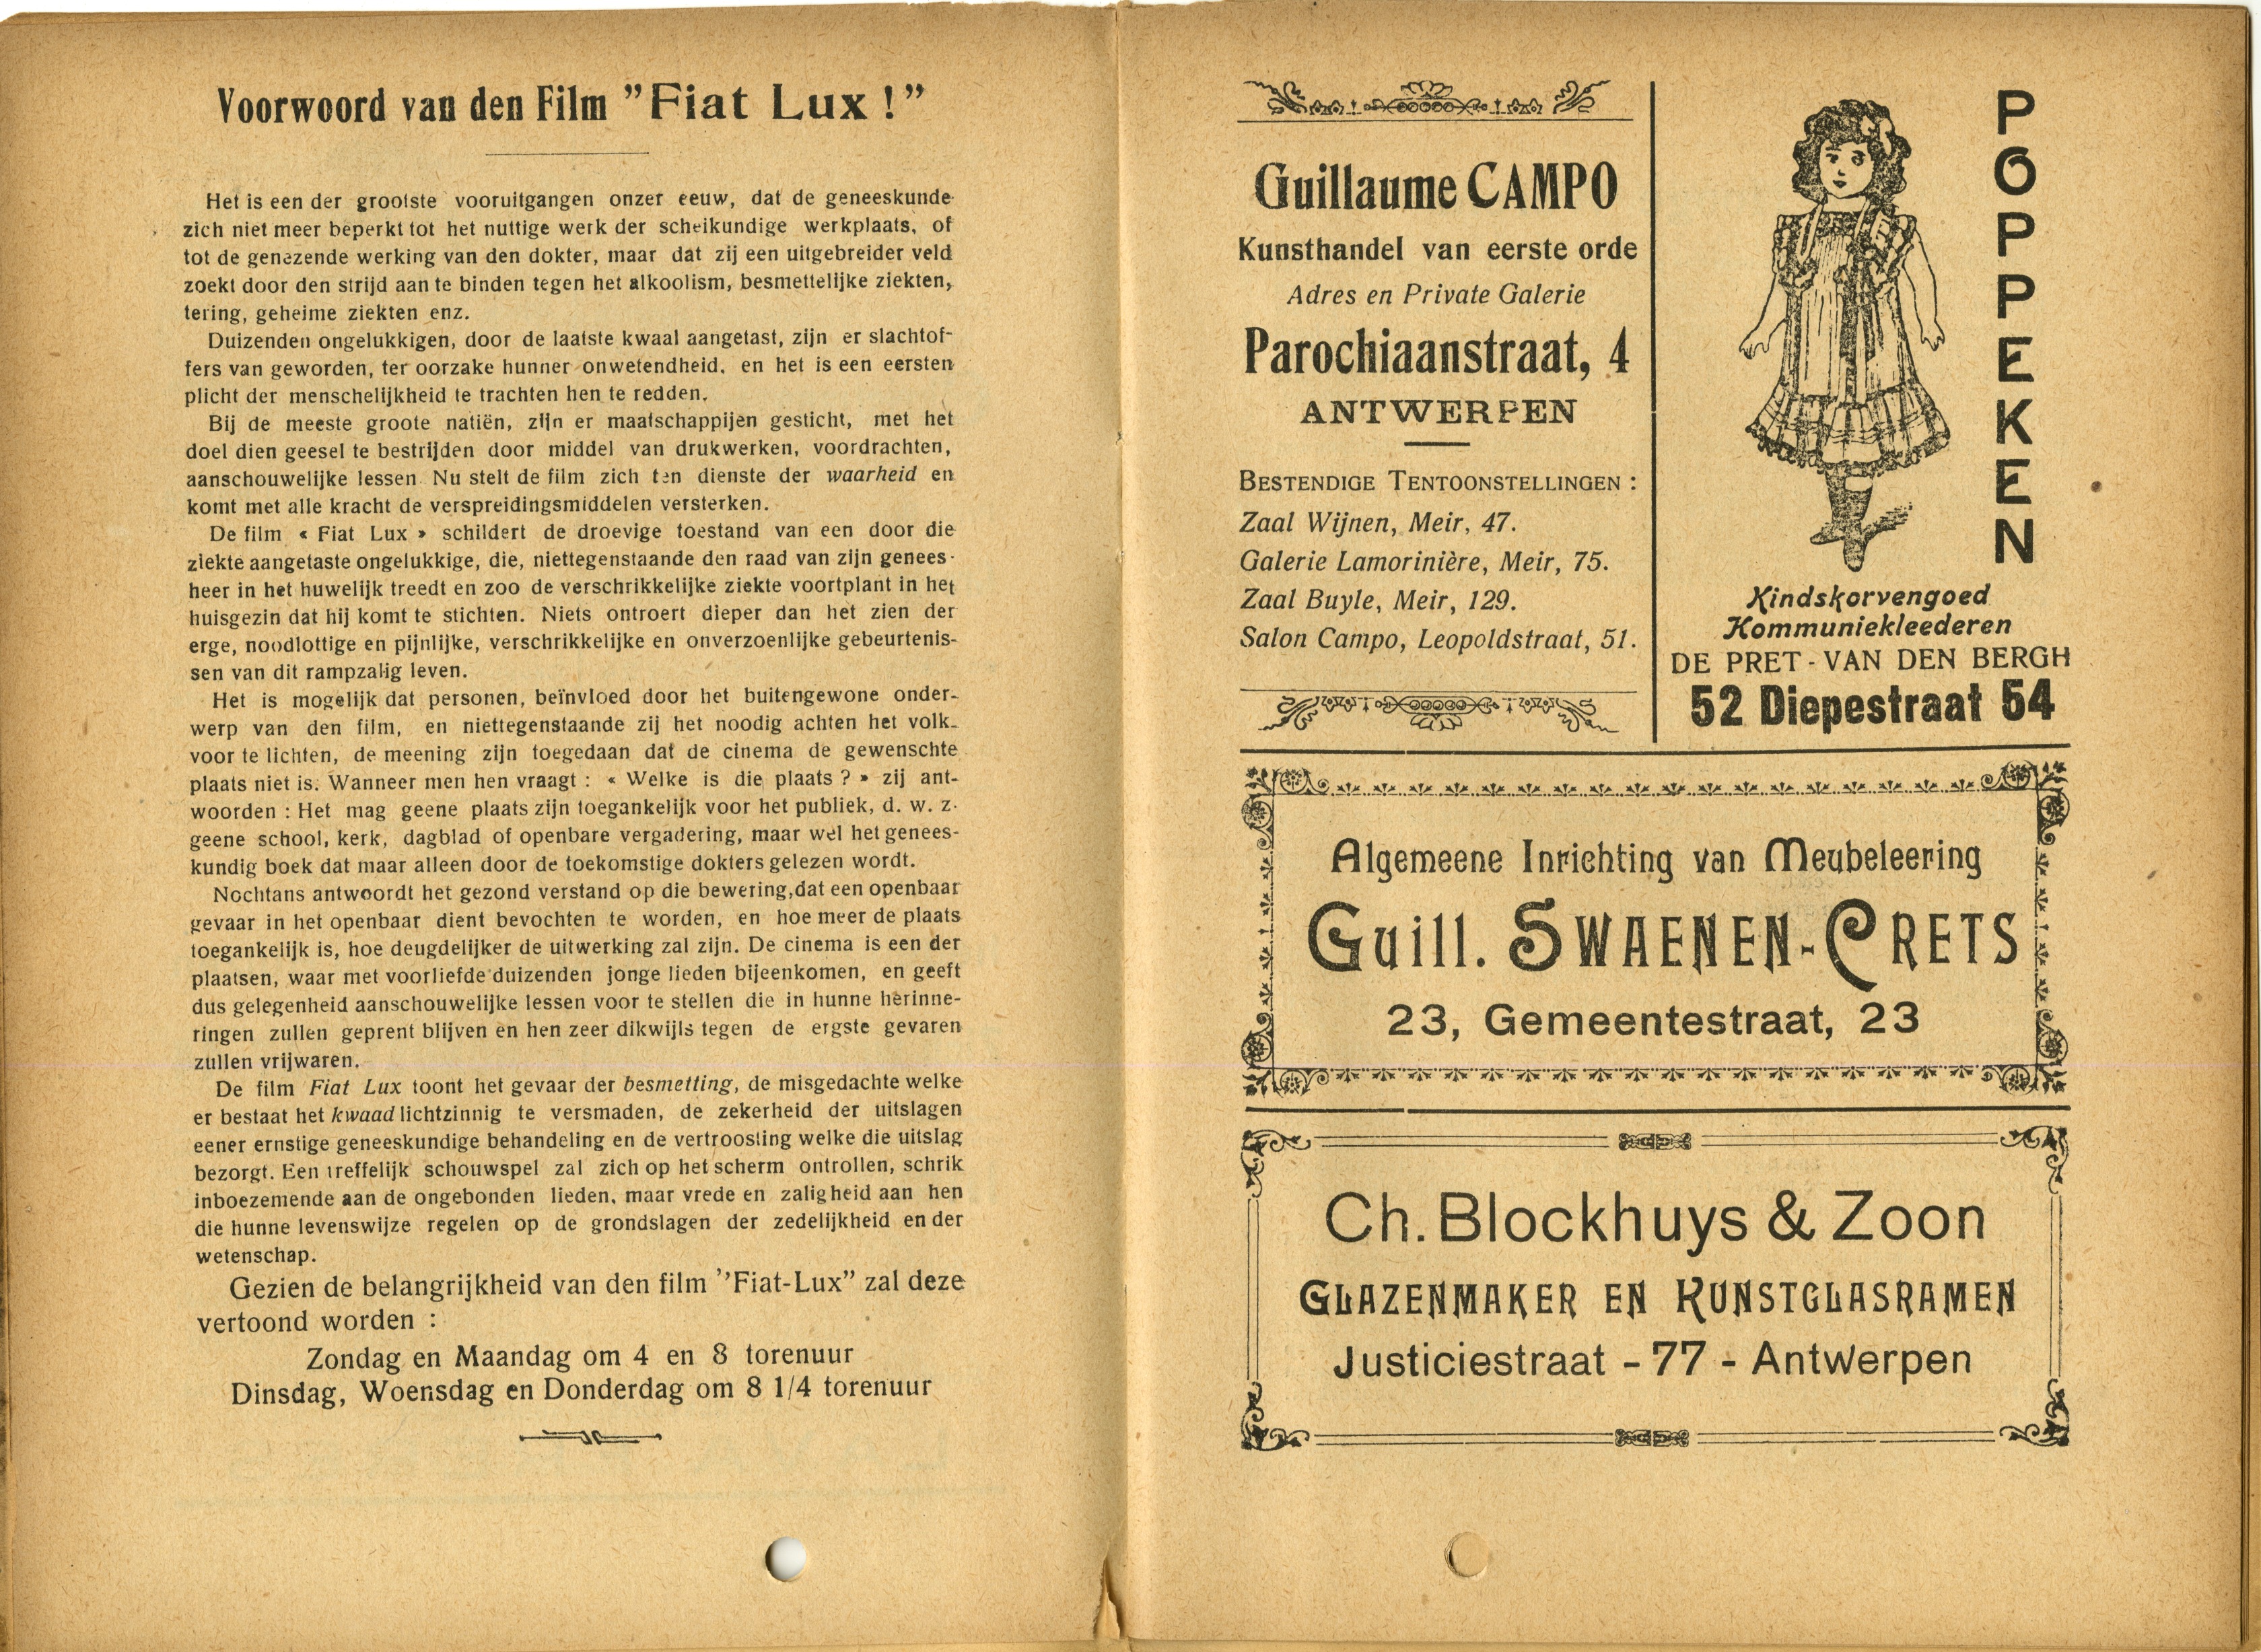 Voorwoord van den Film "Fiat Lux !"
Het is een der grootste vooruitgangen onzer eeuw, dat de geneeskunde
zich niet meer beperkt tot het nuttige werk der scheikundige werkplaats, of
tot de genezende werking van den dokter, maar dat zij een uitgebreider veld
zoekt door den strijd aan te binden tegen het alkoolism, besmettelijke ziekten,
tering, geheime ziekten enz.
Duizenden ongelukkigen, door de laatste kwaal aangetast, zijn er slachtof-
fers van geworden, ter oorzake hunner onwetendheid, en het is een eersten
plicht der menschelijkheid te trachten hen te redden.
Bij de meeste groote natiën, zijn er maatschappijen gesticht, met het
doel dien geesel te bestrijden door middel van drukwerken, voordrachten,
aanschouwelijke lessen. Nu stelt de film zich ten dienste der waarheid en
komt met alle kracht de verspreidingsmiddelen versterken.
De film « Fiat Lux » schildert de droevige toestand van een door die
ziekte aangetaste ongelukkige, die, niettegenstaande den raad van zijn genees-
heer in het huwelijk treedt en zoo de verschrikkelijke ziekte voortplant in het
huisgezin dat hij komt te stichten. Niets ontroert dieper dan het zien der
erge, noodlottige en pijnlijke, verschrikkelijke en onverzoenlijke gebeurtenis-
sen van dit rampzalig leven.
Het is mogelijk dat personen, beïnvloed door het buitengewone onder-
werp van den film, en niettegenstaande zij het noodig achten het volk
voor te lichten, de meening zijn toegedaan dat de cinema de gewenschte
plaats niet is. Wanneer men hen vraagt : « Welke is die plaats ? » zij ant-
woorden : Het mag geene plaats zijn toegankelijk voor het publiek, d. w. z.
geene school, kerk, dagblad of openbare vergadering, maar wel het genees-
kundig boek dat maar alleen door de toekomstige dokters gelezen wordt.
Nochtans antwoordt het gezond verstand op die bewering, dat een openbaar
gevaar in het openbaar dient bevochten te worden, en hoe meer de plaats
toegankelijk is, hoe deugdelijker de uitwerking zal zijn. De cinema is een der
plaatsen, waar met voorliefde duizenden jonge lieden bijeenkomen, en geeft
dus gelegenheid aanschouwelijke lessen voor te stellen die in hunne herinne-
ringen zullen geprent blijven en hen zeer dikwijls tegen de ergste gevaren
zullen vrijwaren.
De film Fiat Lux toont het gevaar der besmetting, de misgedachte welke
er bestaat het kwaad lichtzinnig te versmaden, de zekerheid der uitslagen
eener ernstige geneeskundige behandeling en de vertroosting welke die uitslag
bezorgt. Een treffelijk schouwspel zal zich op het scherm ontrollen, schrik
inboezemende aan de ongebonden lieden, maar vrede en zaligheid aan hen
die hunne levenswijze regelen op de grondslagen der zedelijkheid en der
wetenschap.
Gezien de belangrijkheid van den film "Fiat-Lux" zal deze
vertoond worden :
Zondag en Maandag om 4 en 8 torenuur
Dinsdag, Woensdag en Donderdag om 8 1/4 torenuur
Guillaume CAMPO
Kunsthandel van eerste orde
Adres en Private Galerie
Parochiaanstraat, 4
ANTWERPEN
BESTENDIGE TENTOONSTELLINGEN :
Zaal Wijnen, Meir, 47.
Galerie Lamorinière, Meir, 75.
Zaal Buyle, Meir, 129.
Salon Campo, Leopoldstraat, 51.
POPPEKEN
Kindskorvengoed
Kommuniekleederen
DE PRET - VAN DEN BERGH
52 Diepestraat 54
Algemeene Inrichting van Meubeleering
Guill. SWAENEN-CRETS
23, Gemeentestraat, 23
Ch. Blockhuys & Zoon
GLAZENMAKER EN KUNSTGLASRAMEN
Justiciestraat - 77 - Antwerpen